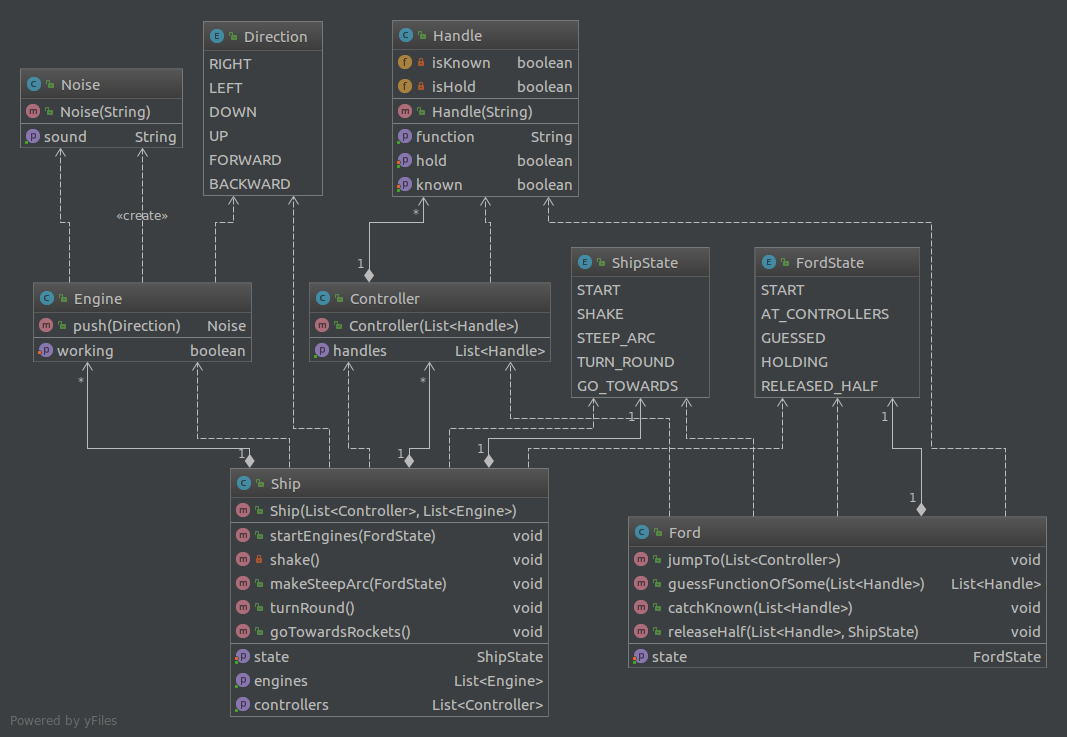 Noise
Noise(String)
sound String
Direction
RIGHT
LEFT
DOWN
UP
FORWARD
BACKWARD
Handle
isKnown boolean
isHold boolean
Handle(String)
function String
hold boolean
known boolean
«create»
*
1
Engine
push(Direction) Noise
working boolean
Controller
Controller(List<Handle>)
handles List<Handle>
ShipState
START
SHAKE
STEEP_ARC
TURN_ROUND
GO_TOWARDS
FordState
START
AT_CONTROLLERS
GUESSED
HOLDING
RELEASED_HALF
*
*
1
1
1
1
1
1
Ship
Ship(List<Controller>, List<Engine>)
startEngines(FordState) void
shake() void
makeSteepArc(FordState) void
turnRound() void
goTowardsRockets() void
state ShipState
engines List<Engine>
controllers List<Controller>
Ford
jumpTo(List<Controller>) void
guessFunctionOfSome(List<Handle>) List<Handle>
catchKnown(List<Handle>) void
releaseHalf(List<Handle>, ShipState) void
state FordState
Powered by yFiles